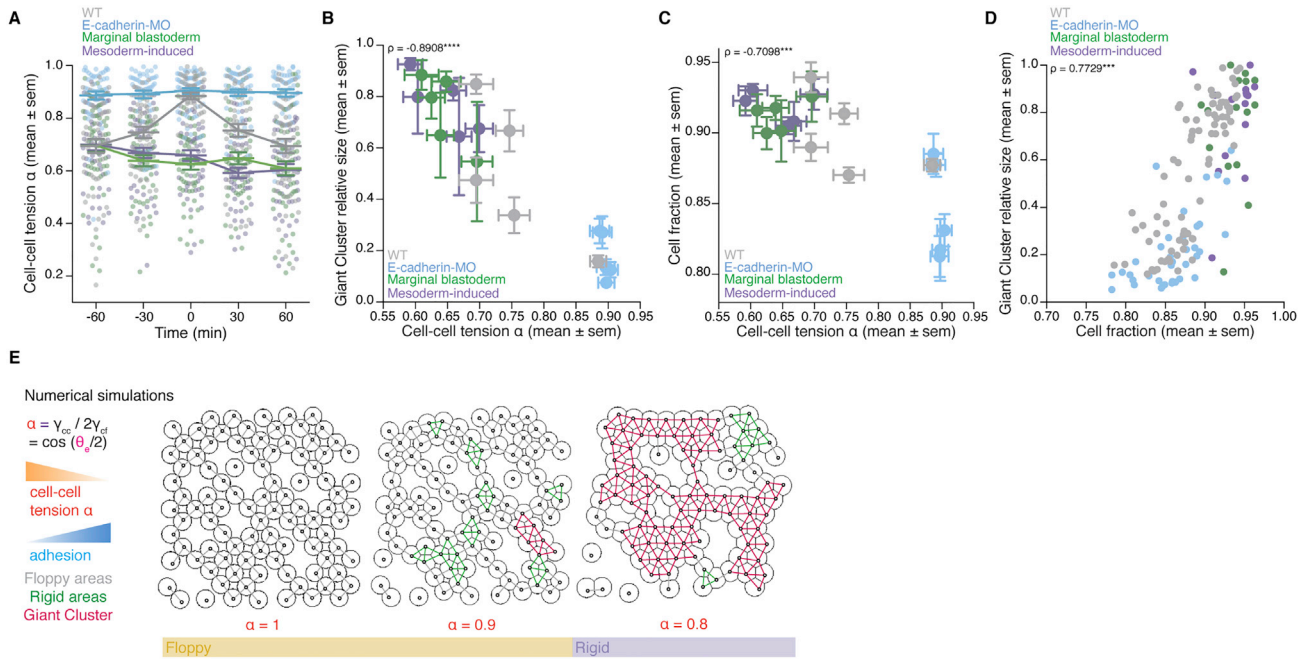 A
WT
E-cadherin-MO
Marginal blastoderm
Mesoderm-induced
Cell-cell tension α (mean ± sem)
1.0
0.8
0.6
0.4
0.2
-60
-30
0
30
60
Time (min)
B
ρ = -0.8908****
Giant Cluster relative size (mean ± sem)
1.0
0.8
0.6
0.4
0.2
0.0
WT
E-cadherin-MO
Marginal blastoderm
Mesoderm-induced
0.55
0.60
0.65
0.70
0.75
0.80
0.85
0.90
0.95
Cell-cell tension α (mean ± sem)
C
ρ = -0.7098***
Cell fraction (mean ± sem)
0.95
0.90
0.85
0.80
WT
E-cadherin-MO
Marginal blastoderm
Mesoderm-induced
0.55
0.60
0.65
0.70
0.75
0.80
0.85
0.90
0.95
Cell-cell tension α (mean ± sem)
D
WT
E-cadherin-MO
Marginal blastoderm
Mesoderm-induced
ρ = 0.7729***
Giant Cluster relative size (mean ± sem)
1.0
0.9
0.8
0.7
0.6
0.5
0.4
0.3
0.2
0.1
0.0
0.70
0.75
0.80
0.85
0.90
0.95
1.00
Cell fraction (mean ± sem)
E
Numerical simulations
α = γcc / 2γcf
= cos (θe/2)
cell-cell
tension α
adhesion
Floppy areas
Rigid areas
Giant Cluster
α = 1
α = 0.9
α = 0.8
Floppy
Rigid